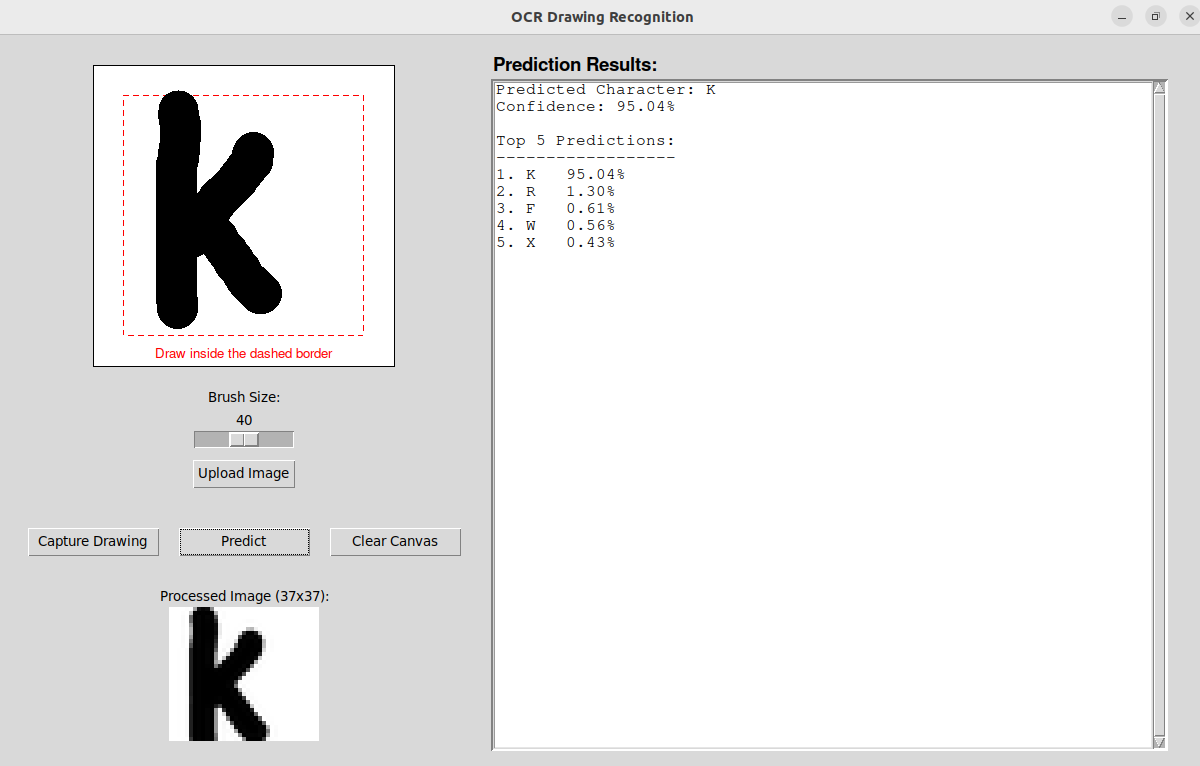 OCR Drawing Recognition
k
Draw inside the dashed border
Brush Size:
40
Upload Image
Capture Drawing
Predict
Clear Canvas
Processed Image (37x37):
k
Prediction Results:
Predicted Character: K
Confidence: 95.04%
Top 5 Predictions:
------------------
1. K   95.04%
2. R   1.30%
3. F   0.61%
4. W   0.56%
5. X   0.43%